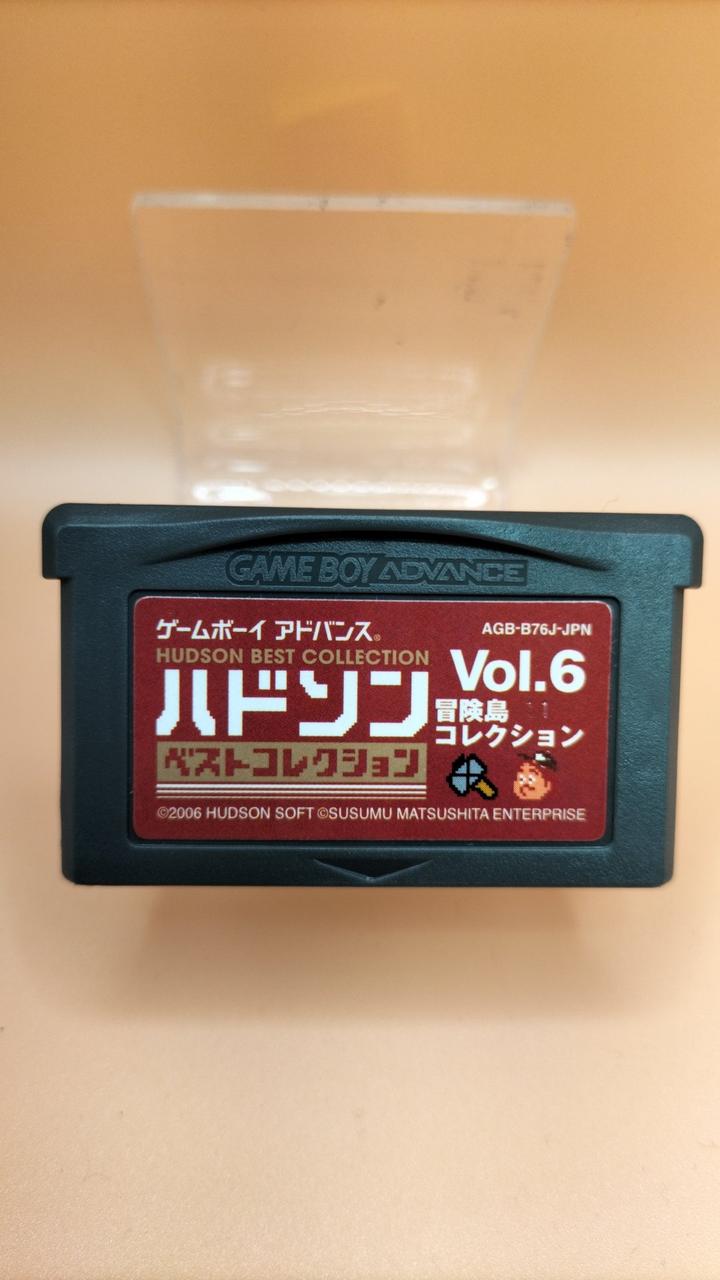 GAME BOY ADVANCE
ゲームボーイ アドバンス®
AGB-B76J-JPN
HUDSON BEST COLLECTION
ハドソン
Vol.6
冒険島
コレクション
ベストコレクション
©2006 HUDSON SOFT ©SUSUMU MATSUSHITA ENTERPRISE